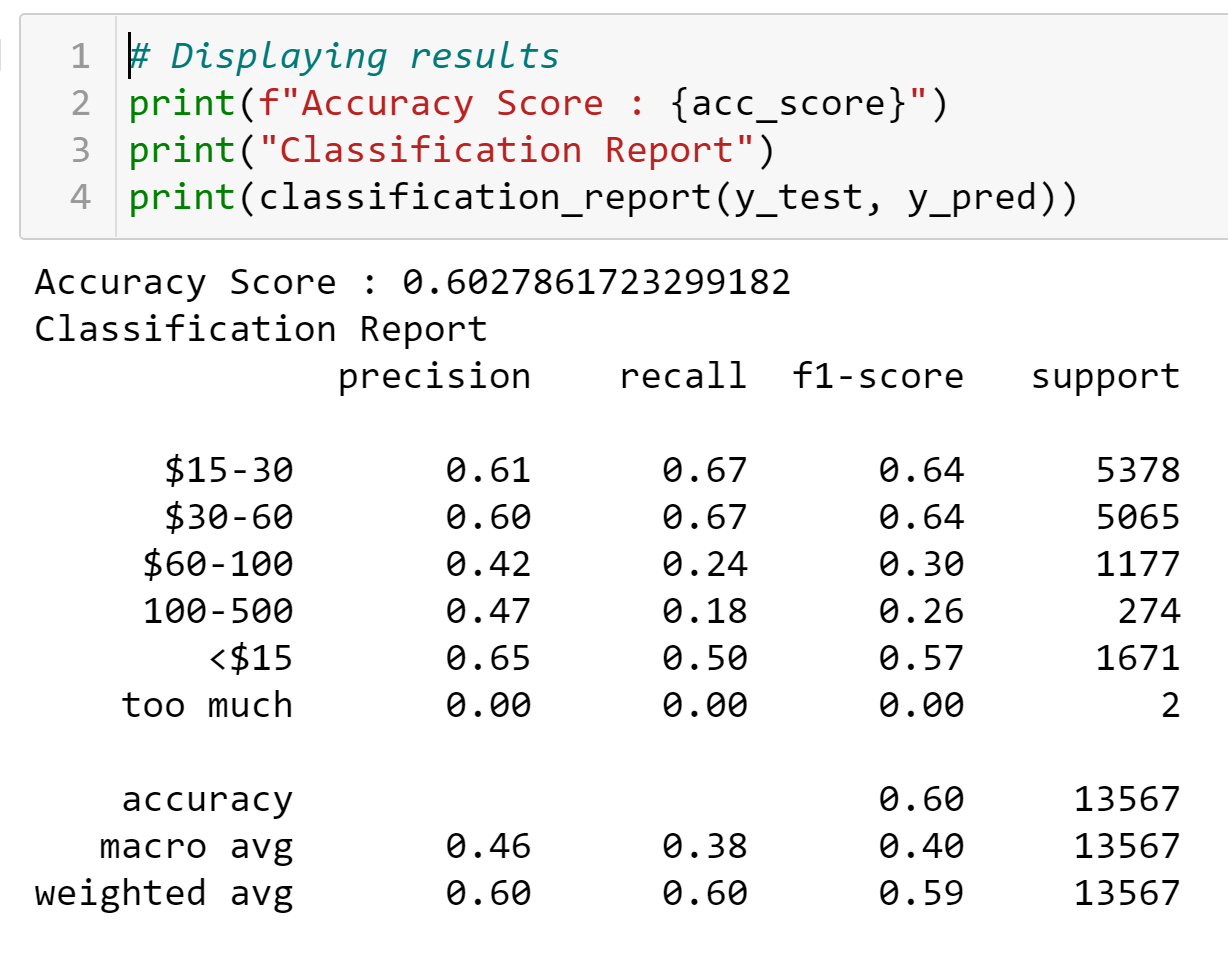 1 # Displaying results
2 print(f"Accuracy Score : {acc_score}")
3 print("Classification Report")
4 print(classification_report(y_test, y_pred))
Accuracy Score : 0.6027861723299182
Classification Report
precision recall f1-score support
$15-30 0.61 0.67 0.64 5378
$30-60 0.60 0.67 0.64 5065
$60-100 0.42 0.24 0.30 1177
100-500 0.47 0.18 0.26 274
<$15 0.65 0.50 0.57 1671
too much 0.00 0.00 0.00 2
accuracy 0.60 13567
macro avg 0.46 0.38 0.40 13567
weighted avg 0.60 0.60 0.59 13567